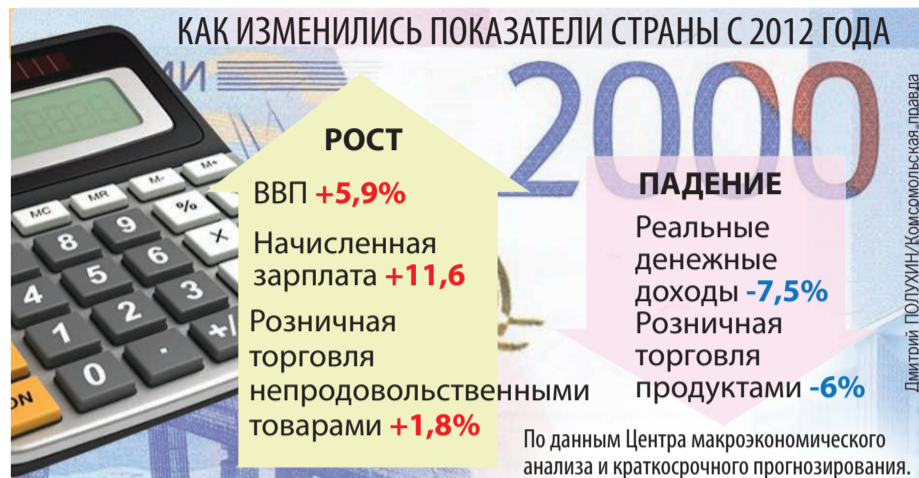 КАК ИЗМЕНИЛИСЬ ПОКАЗАТЕЛИ СТРАНЫ С 2012 ГОДА
2000
РОСТ
ВВП +5,9%
Начисленная
зарплата +11,6
Розничная
торговля
непродовольственными
товарами +1,8%
ПАДЕНИЕ
Реальные
денежные
доходы -7,5%
Розничная
торговля
продуктами -6%
По данным Центра макроэкономического
анализа и краткосрочного прогнозирования.
Дмитрий ПОЛУХИН/Комсомольская правда
MC
MR
M-
M+
8
9
%
4
5
6
X
1
2
3
0
.
+/
ON